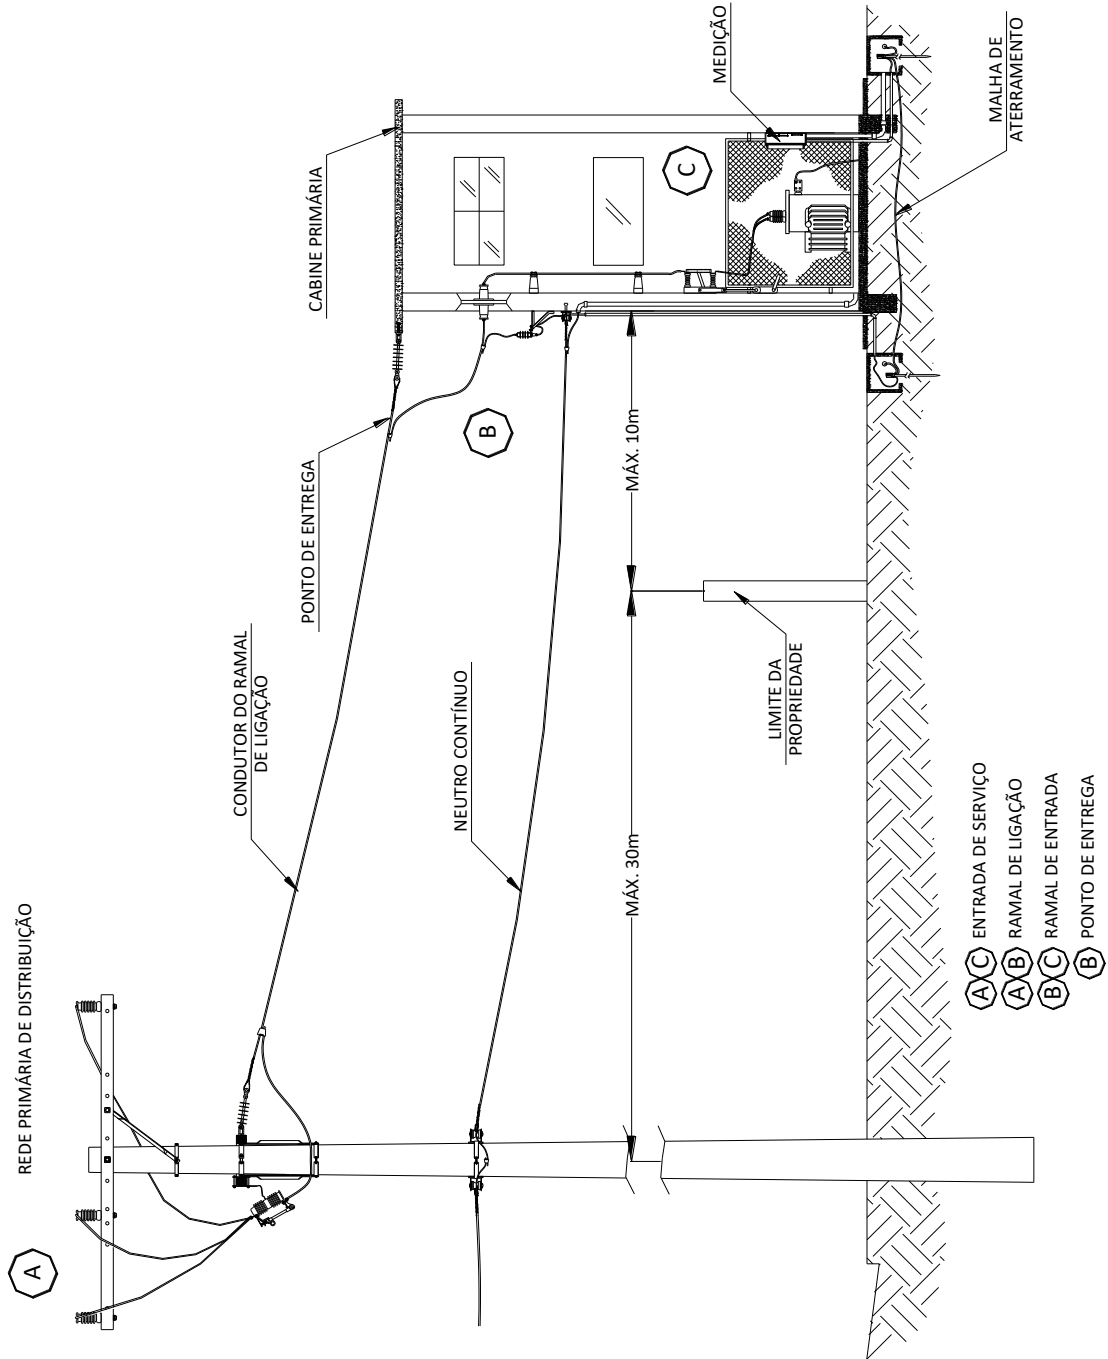 A
REDE PRIMÁRIA DE DISTRIBUIÇÃO
CONDUTOR DO RAMAL
DE LIGAÇÃO
PONTO DE ENTREGA
CABINE PRIMÁRIA
B
NEUTRO CONTÍNUO
C
MEDIÇÃO
MÁX. 30m
MÁX. 10m
LIMITE DA
PROPRIEDADE
MALHA DE
ATERRAMENTO
A C ENTRADA DE SERVIÇO
A B RAMAL DE LIGAÇÃO
B C RAMAL DE ENTRADA
B PONTO DE ENTREGA